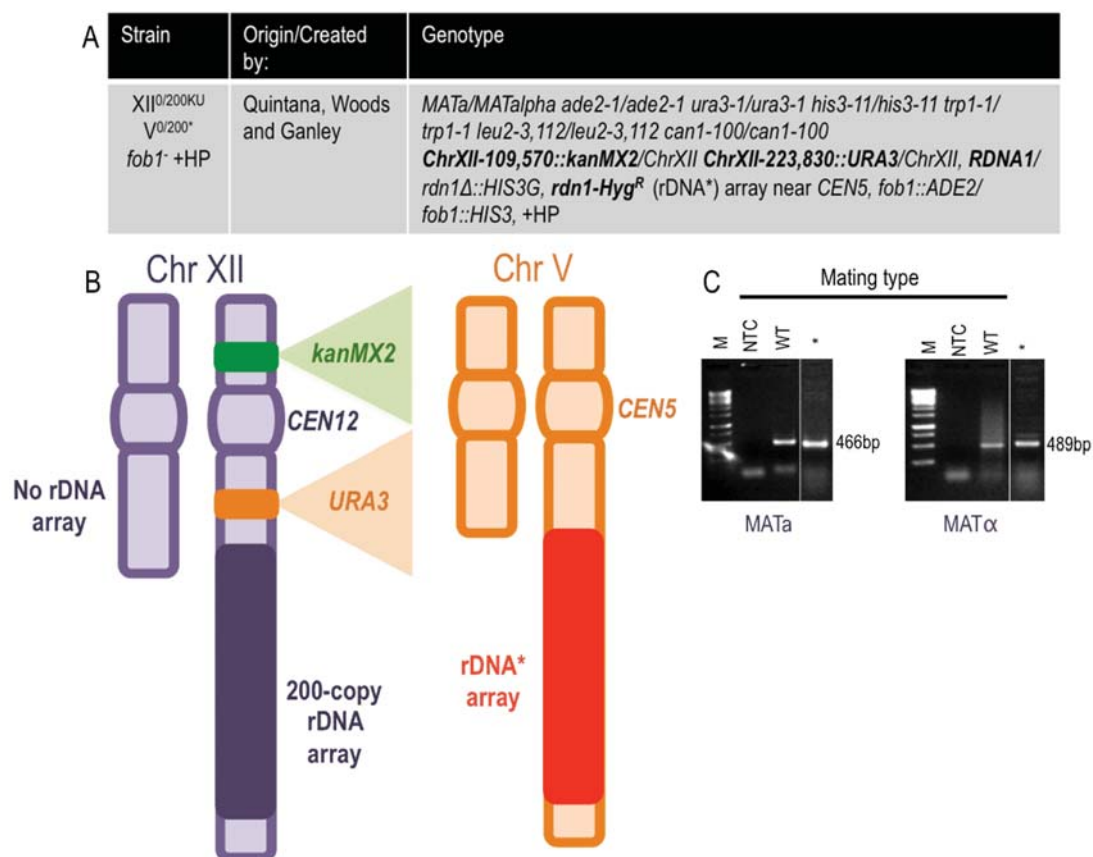 A
Strain
Origin/Created
by:
Genotype
XII0/200KU
V0/200*
fob1- +HP
Quintana, Woods
and Ganley
MATa/MATalpha ade2-1/ade2-1 ura3-1/ura3-1 his3-11/his3-11 trp1-1/
trp1-1 leu2-3,112/leu2-3,112 can1-100/can1-100
ChrXII-109,570::kanMX2/ChrXII ChrXII-223,830::URA3/ChrXII, RDNA1/
rdn1Δ::HIS3G, rdn1-HygR (rDNA*) array near CEN5, fob1::ADE2/
fob1::HIS3, +HP
B
Chr XII
Chr V
kanMX2
CEN12
CEN5
URA3
No rDNA
array
200-copy
rDNA
array
rDNA*
array
C
Mating type
M
NTC
WT
*
466bp
MATa
M
NTC
WT
*
489bp
MATα